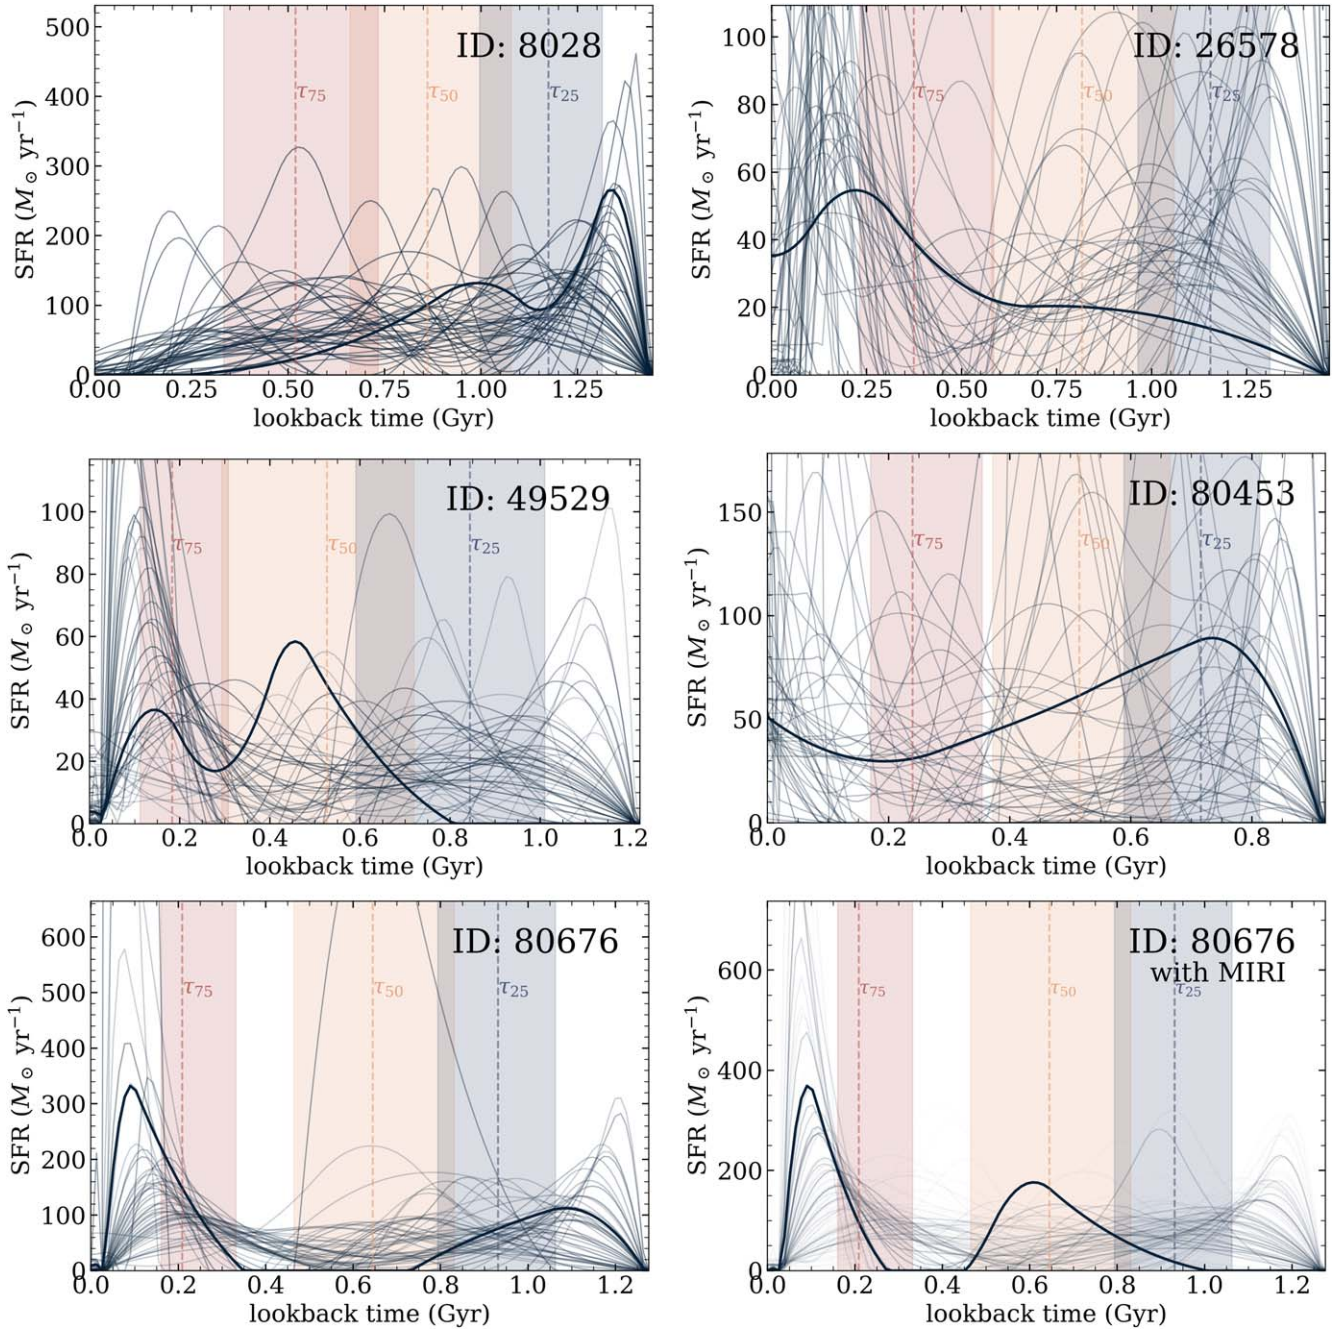 ID: 8028
500
400
300
200
100
0
SFR (M⊙ yr⁻¹)
τ75
τ50
τ25
0.00 0.25 0.50 0.75 1.00 1.25
lookback time (Gyr)
ID: 26578
100
80
60
40
20
0
SFR (M⊙ yr⁻¹)
τ75
τ50
τ25
0.00 0.25 0.50 0.75 1.00 1.25
lookback time (Gyr)
ID: 49529
100
80
60
40
20
0
SFR (M⊙ yr⁻¹)
τ75
τ50
τ25
0.0 0.2 0.4 0.6 0.8 1.0 1.2
lookback time (Gyr)
ID: 80453
150
100
50
0
SFR (M⊙ yr⁻¹)
τ75
τ50
τ25
0.0 0.2 0.4 0.6 0.8
lookback time (Gyr)
ID: 80676
600
500
400
300
200
100
0
SFR (M⊙ yr⁻¹)
τ75
τ50
τ25
0.0 0.2 0.4 0.6 0.8 1.0 1.2
lookback time (Gyr)
ID: 80676
with MIRI
600
400
200
0
SFR (M⊙ yr⁻¹)
τ75
τ50
τ25
0.0 0.2 0.4 0.6 0.8 1.0 1.2
lookback time (Gyr)